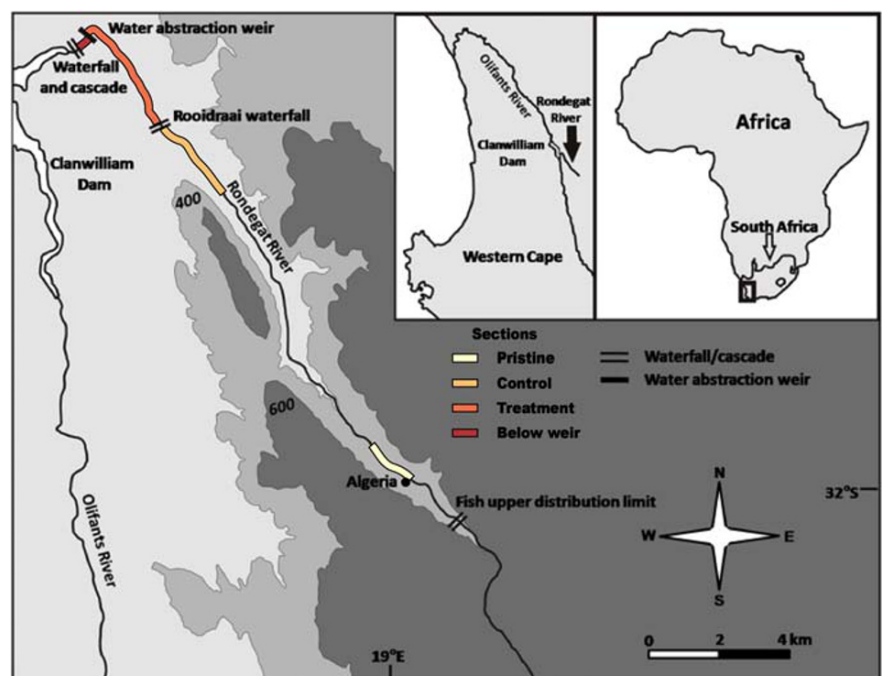 Water abstraction weir
Waterfall
and cascade
Rooidraai waterfall
Clanwilliam
Dam
400
Rondegat River
600
Algeria
Fish upper distribution limit
Olifants River
19°E
32°S
Olifants River
Rondegat
River
Clanwilliam
Dam
Western Cape
Africa
South Africa
Sections
Pristine
Control
Treatment
Below weir
Waterfall/cascade
Water abstraction weir
N
W
E
S
0 2 4 km